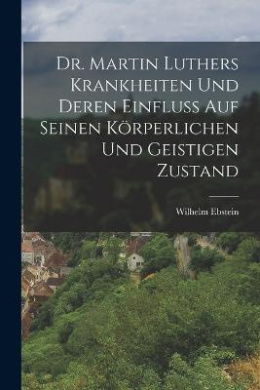 Dr. Martin Luthers
Krankheiten Und
Deren Einfluss Auf
Seinen Körperlichen
Und Geistigen
Zustand
Wilhelm Ebstein